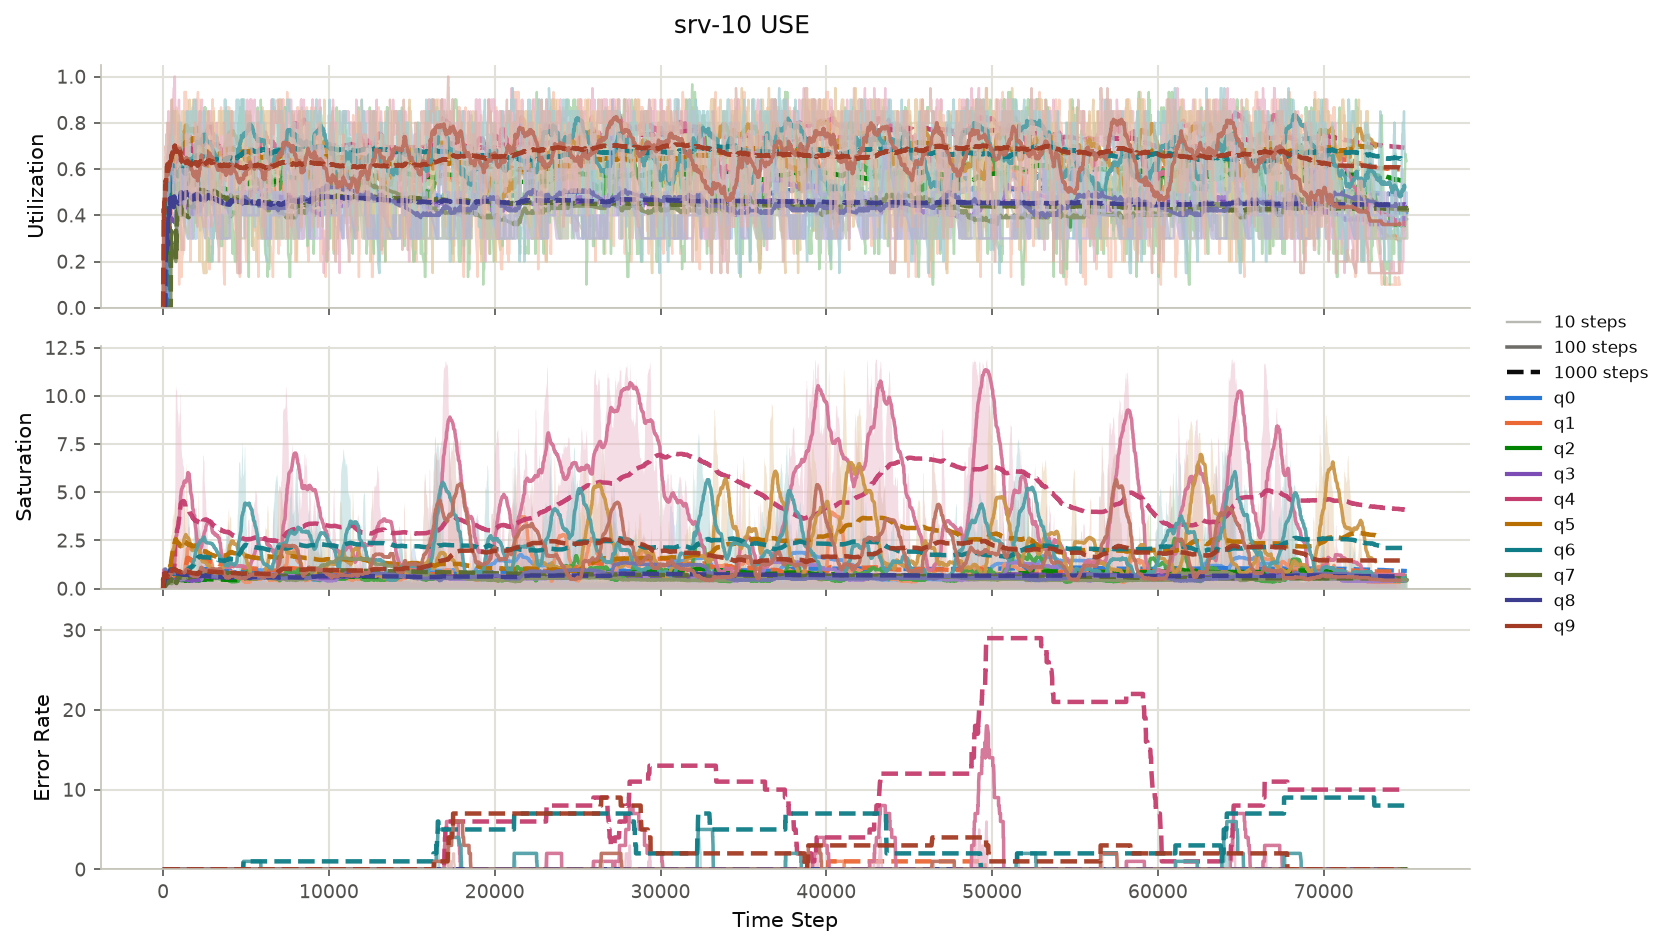 srv-10 USE
Utilization
1.0
0.8
0.6
0.4
0.2
0.0
Saturation
12.5
10.0
7.5
5.0
2.5
0.0
Error Rate
30
20
10
0
0
10000
20000
30000
40000
50000
60000
70000
Time Step
10 steps
100 steps
1000 steps
q0
q1
q2
q3
q4
q5
q6
q7
q8
q9